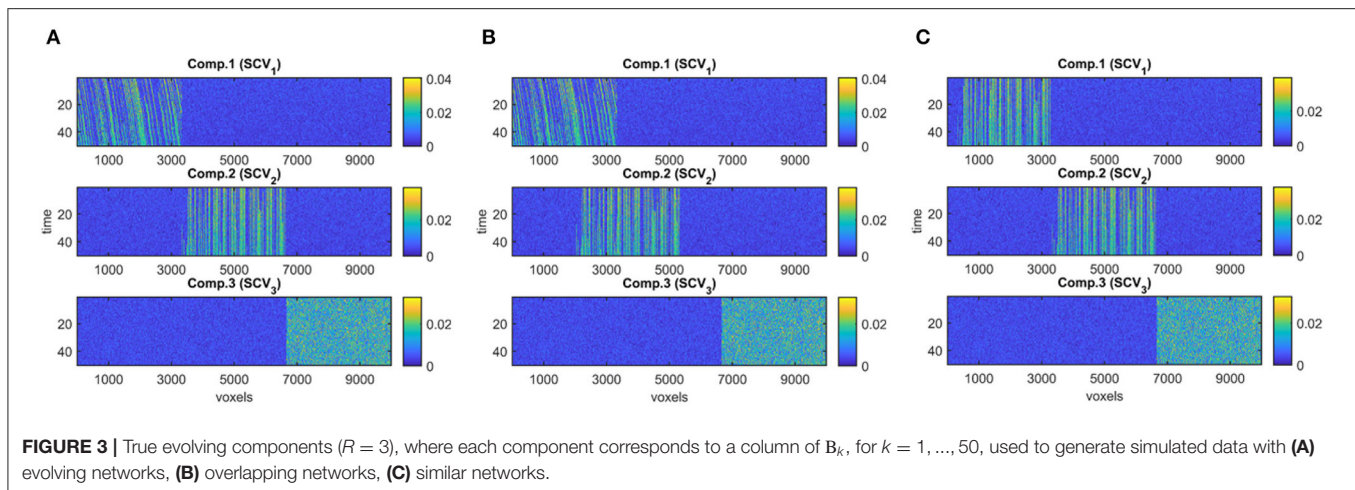 A
Comp.1 (SCV1)
0.04
0.02
0
20
40
1000 3000 5000 7000 9000
Comp.2 (SCV2)
0.02
0
time
20
40
1000 3000 5000 7000 9000
Comp.3 (SCV3)
0.02
0
20
40
1000 3000 5000 7000 9000
voxels
B
Comp.1 (SCV1)
0.04
0.02
0
20
40
1000 3000 5000 7000 9000
Comp.2 (SCV2)
0.02
0
time
20
40
1000 3000 5000 7000 9000
Comp.3 (SCV3)
0.02
0
20
40
1000 3000 5000 7000 9000
voxels
C
Comp.1 (SCV1)
0.02
0
20
40
1000 3000 5000 7000 9000
Comp.2 (SCV2)
0.02
0
time
20
40
1000 3000 5000 7000 9000
Comp.3 (SCV3)
0.02
0
20
40
1000 3000 5000 7000 9000
voxels
FIGURE 3 | True evolving components (R = 3), where each component corresponds to a column of Bk, for k = 1, ..., 50, used to generate simulated data with (A)
evolving networks, (B) overlapping networks, (C) similar networks.